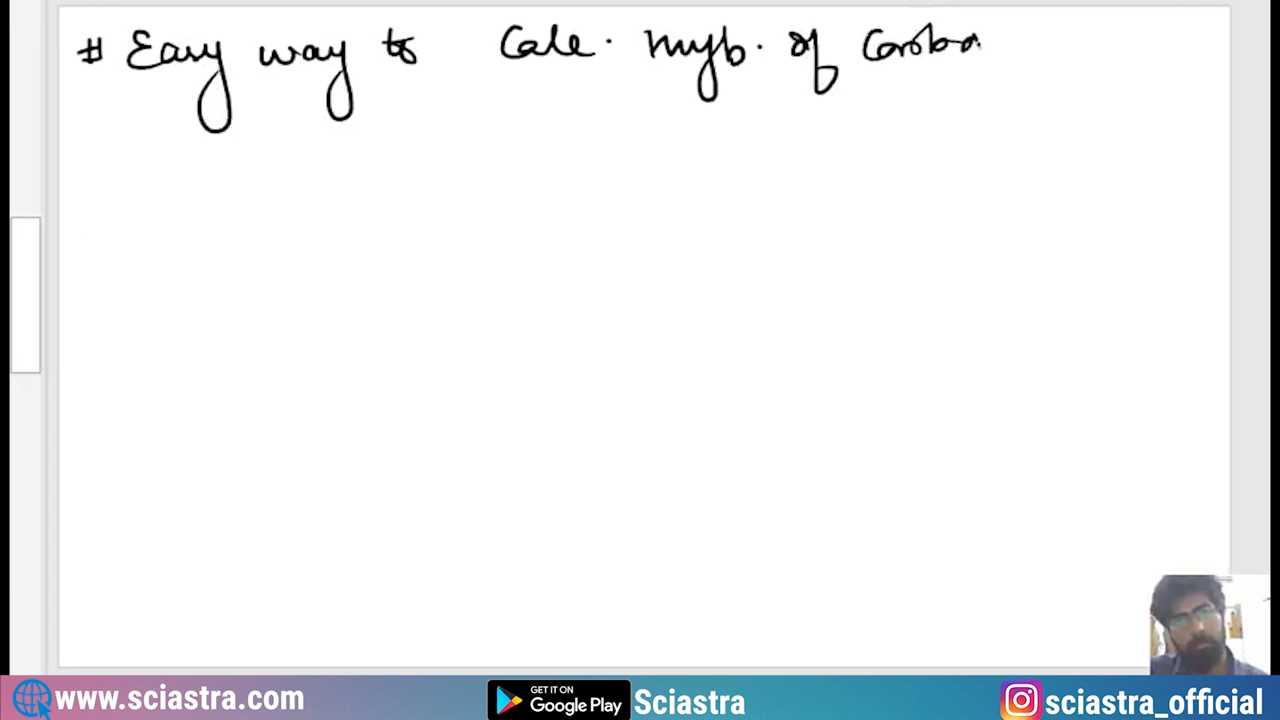 # Easy way to Calc. hyb. of Carbo
www.sciastra.com
GET IT ON
Google Play
Sciastra
sciastra_official